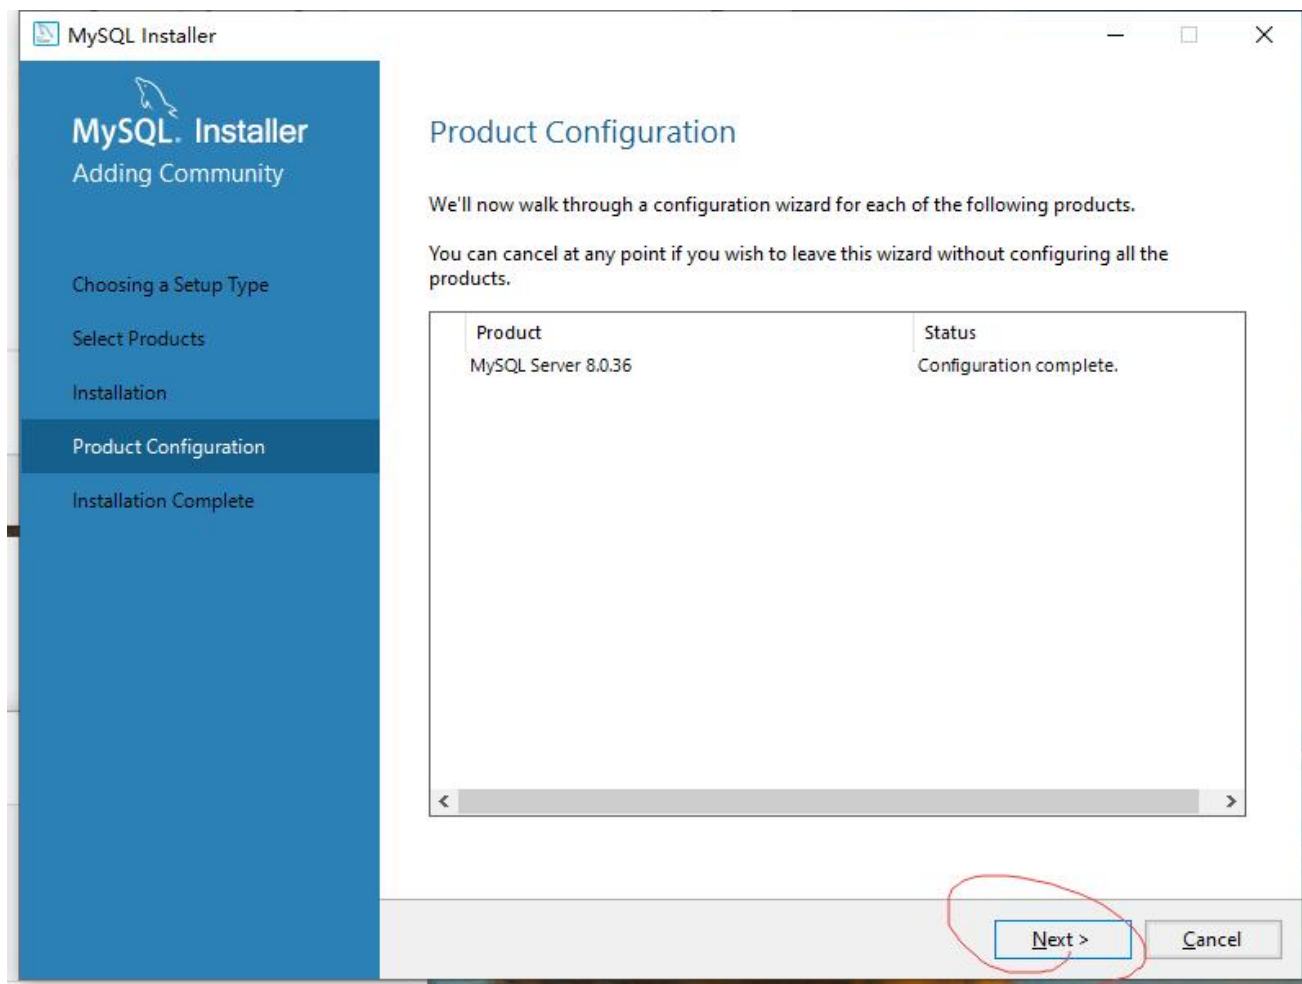 MySQL Installer
MySQL. Installer
Adding Community
Choosing a Setup Type
Select Products
Installation
Product Configuration
Installation Complete
Product Configuration
We'll now walk through a configuration wizard for each of the following products.
You can cancel at any point if you wish to leave this wizard without configuring all the
products.
Product Status
MySQL Server 8.0.36 Configuration complete.
Next > Cancel